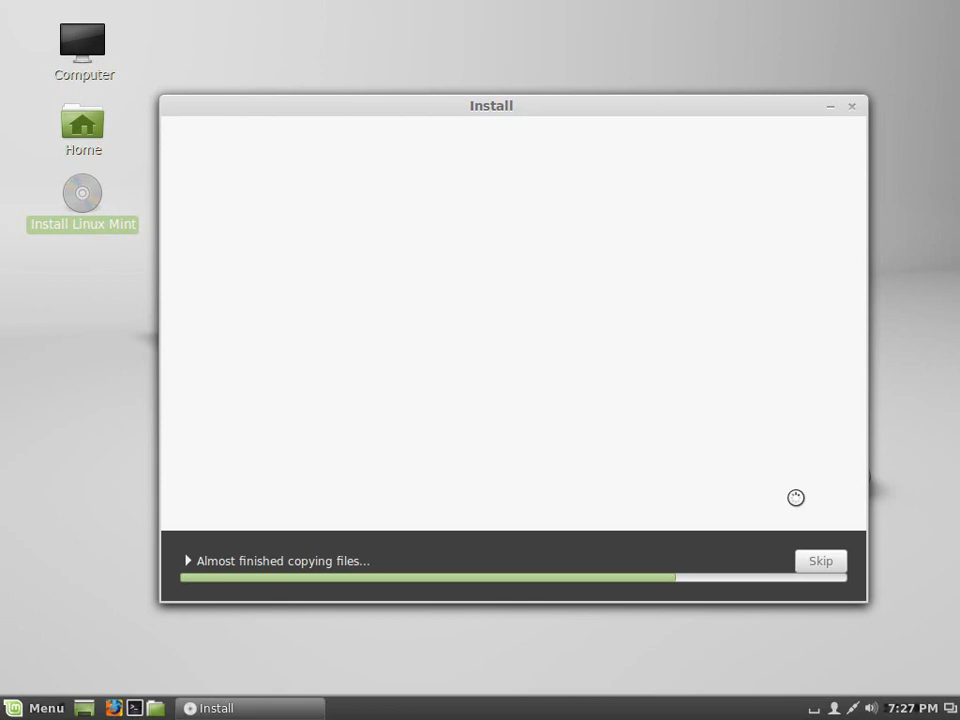 Computer
Home
Install Linux Mint
Install
Almost finished copying files...
Skip
Menu
Install
7:27 PM